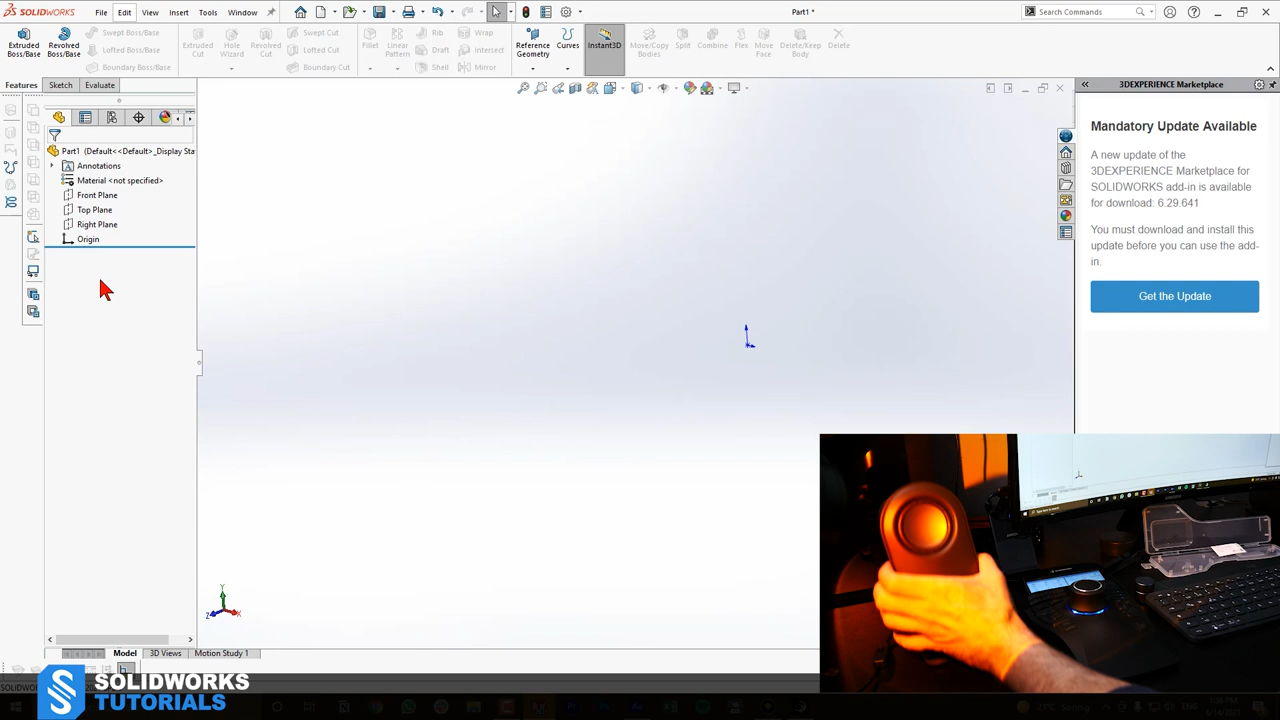 SOLIDWORKS File Edit View Insert Tools Window Part1 * Search Commands
Extruded Boss/Base
Revolved Boss/Base
Swept Boss/Base
Lofted Boss/Base
Boundary Boss/Base
Extruded Cut
Hole Wizard
Revolved Cut
Swept Cut
Lofted Cut
Boundary Cut
Fillet
Linear Pattern
Rib
Draft
Shell
Wrap
Intersect
Mirror
Reference Geometry
Curves
Instant3D
Move/Copy Bodies
Split
Combine
Flex
Move Face
Delete/Keep Body
Delete
Features Sketch Evaluate
Part1 (Default<<Default>_Display Sta
Annotations
Material <not specified>
Front Plane
Top Plane
Right Plane
Origin
3DEXPERIENCE Marketplace
Mandatory Update Available
A new update of the
3DEXPERIENCE Marketplace for
SOLIDWORKS add-in is available
for download: 6.29.641
You must download and install this
update before you can use the add-
in.
Get the Update
Y
Z
X
Model 3D Views Motion Study 1
SOLIDWORKS
TUTORIALS